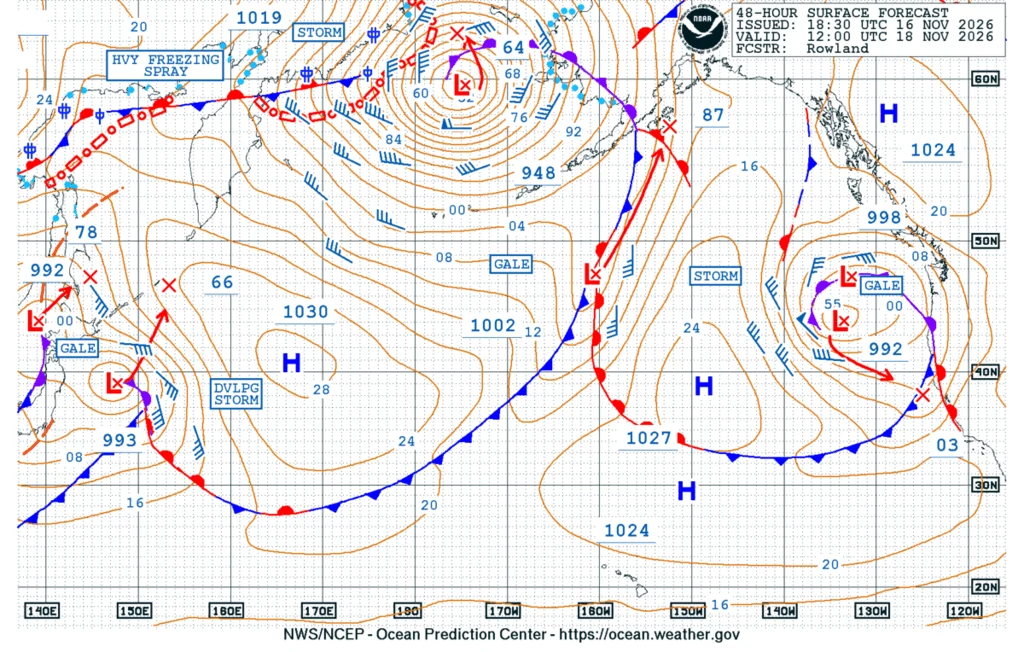 48-HOUR SURFACE FORECAST
ISSUED: 18:30 UTC 16 NOV 2026
VALID: 12:00 UTC 18 NOV 2026
FCSTR: Rowland
NOAA
20
1019
STORM
HVY FREEZING
SPRAY
64
68
60
24
76
84
92
87
H
1024
16
948
00
04
20
998
78
08
08
GALE
50N
60N
992
66
STORM
GALE
00
1030
1002
12
24
55
00
992
GALE
H
28
DVLPG
STORM
H
40N
993
24
1027
03
08
16
20
H
30N
1024
20
20N
16
140E
150E
160E
170E
180
170W
160W
150W
140W
130W
120W
L
L
L
L
L
L
NWS/NCEP - Ocean Prediction Center - https://ocean.weather.gov